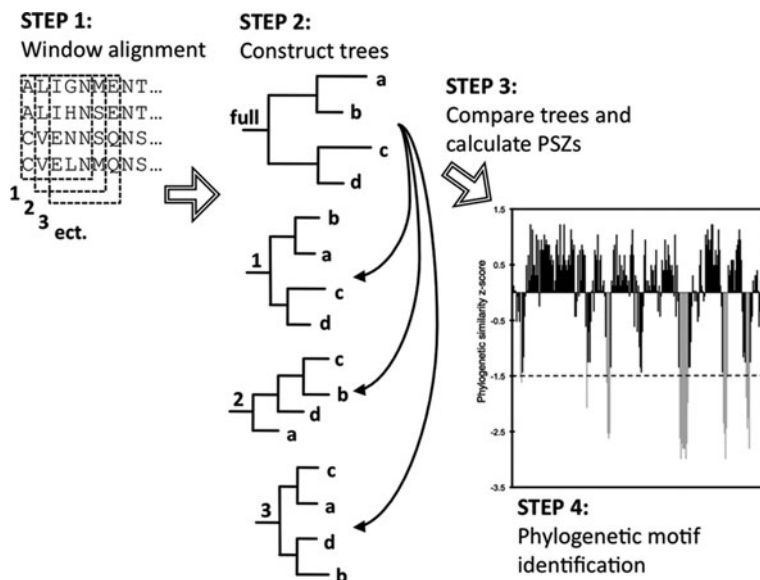 STEP 1:
Window alignment
ALIGNMENT...
ALIHNSENT...
CVENNSQNS...
CVELNMQNS...
1
2
3
ect.
STEP 2:
Construct trees
full
a
b
c
d
1
b
a
c
d
2
c
b
d
a
3
c
a
d
b
STEP 3:
Compare trees and
calculate PSZs
Phylogenetic similarity z-score
1.5
0.5
-0.5
-1.5
-2.5
-3.5
STEP 4:
Phylogenetic motif
identification